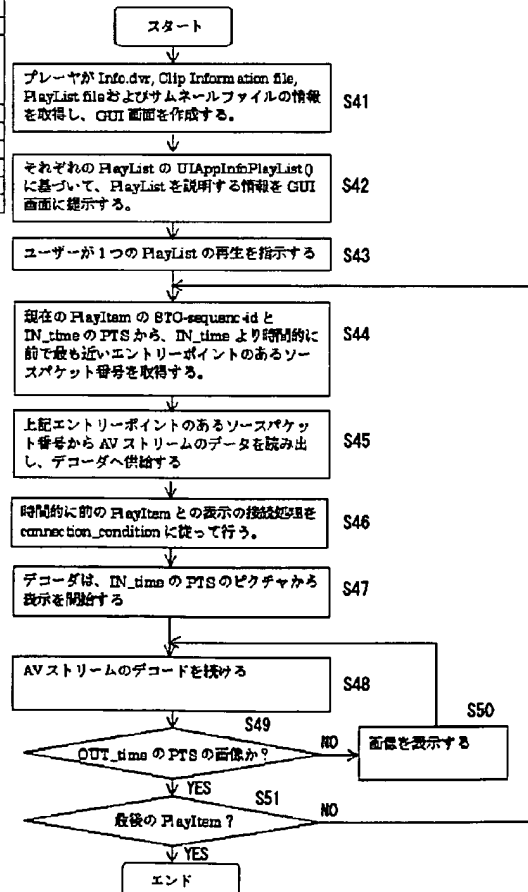 スタート
プレーヤが Info.dvr, Clip Information file,
PlayList fileおよびサムネールファイルの情報
を取得し、GUI 画面を作成する。
S41
それぞれの PlayList の UIAppInfoPlayList()
に基づいて、PlayList を説明する情報を GUI
画面に提示する。
S42
ユーザーが 1 つの PlayList の再生を指示する
S43
現在の PlayItem の STC-sequenc-id と
IN_time の PTS から、IN_time より時間的に
前で最も近いエントリーポイントのあるソー
スパケット番号を取得する。
S44
上記エントリーポイントのあるソースパケッ
ト番号から AV ストリームのデータを読み出
し、デコーダへ供給する
S45
時間的に前の PlayItem との表示の接続処理を
connection_condition に従って行う。
S46
デコーダは、IN_time の PTS のピクチャから
表示を開始する
S47
AV ストリームのデコードを続ける
S48
S49
OUT_time の PTS の画像か？
NO
S50
画像を表示する
YES
S51
最後の PlayItem？
NO
YES
エンド